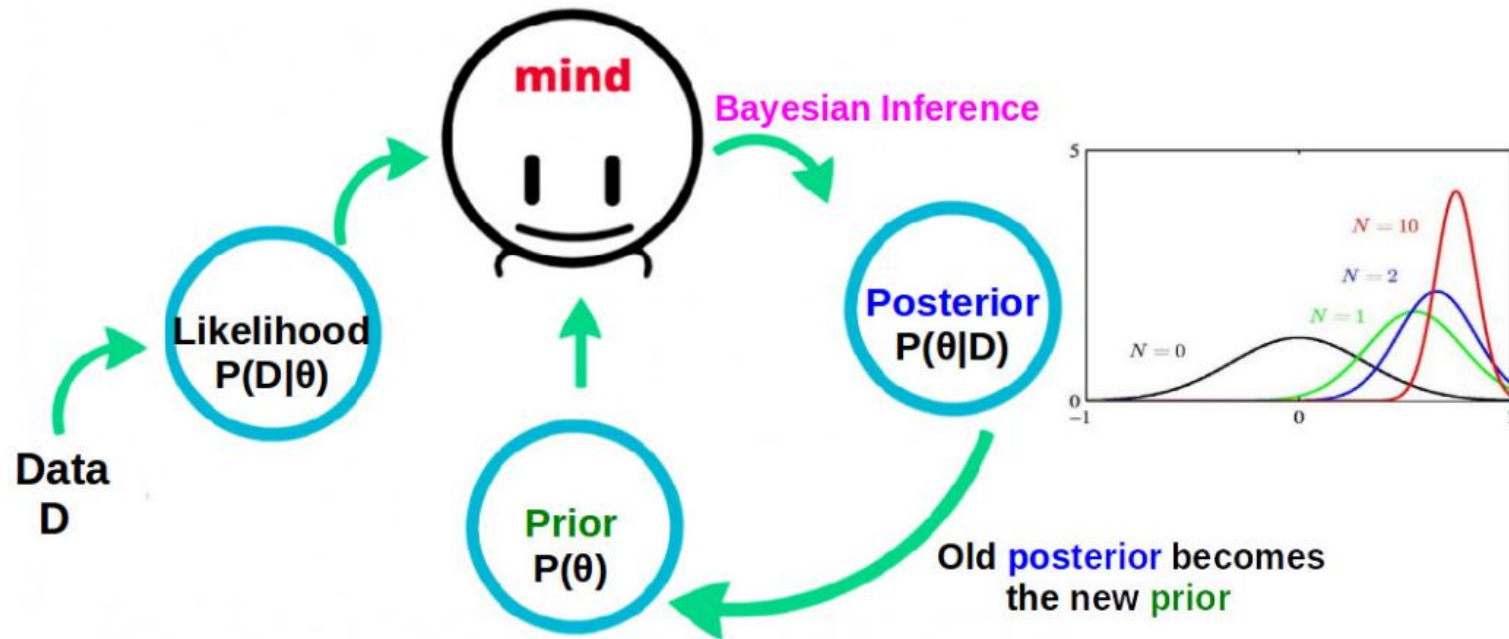 mind
Bayesian Inference
Likelihood
P(D|θ)
Data
D
Prior
P(θ)
Posterior
P(θ|D)
Old posterior becomes
the new prior
5
N = 10
N = 2
N = 1
N = 0
0
−1
0